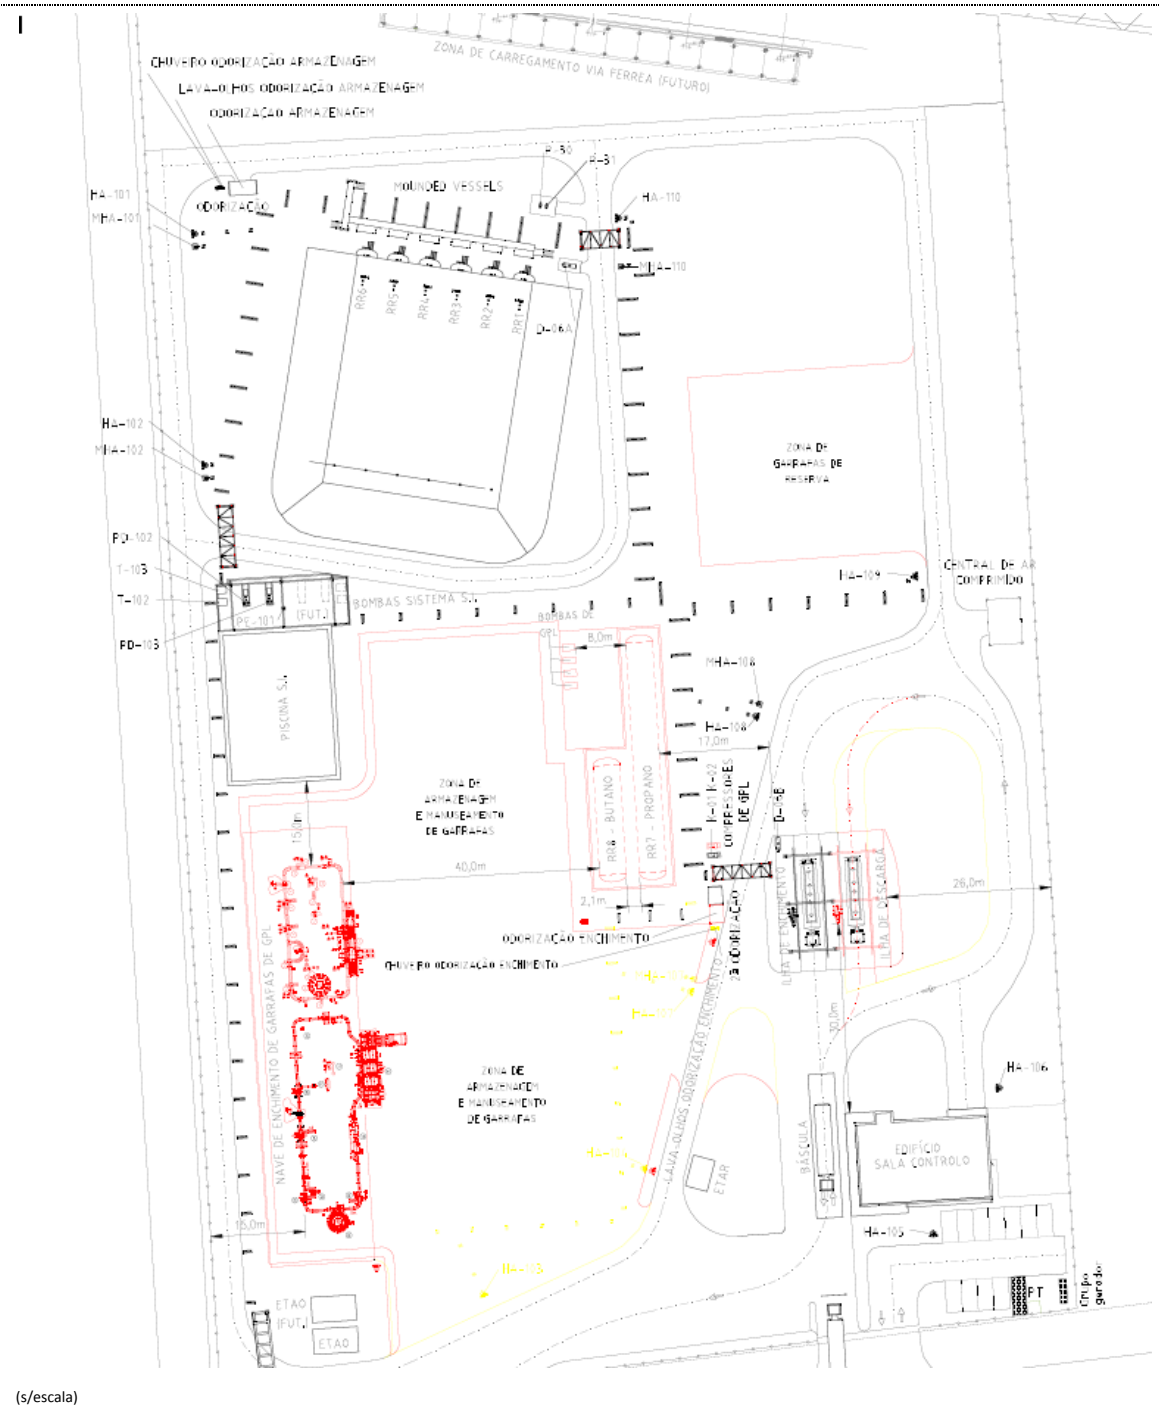 ZONA DE CARREGAMENTO VIA FERREA (FUTURO)
CHUVEIRO ODORIZAÇÃO ARMAZENAGEM
LAVA-OLHOS ODORIZAÇÃO ARMAZENAGEM
ODORIZAÇAO ARMAZENAGEM
P-30
P-31
MOUNDED VESSELS
HA-101
MHA-101
ODORIZAÇÃO
HA-110
MHA-110
RR6
RR5
RR4
RR3
RR2
RR1
D-06A
HA-102
MHA-102
ZONA DE
GARRAFAS DE
RESERVA
PD-102
T-103
T-102
PD-103
PE-101
(FUT.)
BOMBAS SISTEMA S.I.
BOMBAS DE
GPL
8,0m
HA-109
CENTRAL DE AR
COMPRIMIDO
PISCINA S.I.
MHA-108
HA-108
17,0m
ZONA DE
ARMAZENAGEM
E MANUSEAMENTO
DE GARRAFAS
RR8 - BUTANO
RR7 - PROPANO
K-01 K-02
COMPRESSORES
DE GPL
D-06B
15,0m
40,0m
2,1m
26,0m
ILHA DE ENCHIMENTO
ILHA DE DESCARGA
ODORIZAÇÃO ENCHIMENTO
CHUVEIRO ODORIZAÇÃO ENCHIMENTO
2ª ODORIZAÇÃO
LAVA-OLHOS ODORIZAÇÃO ENCHIMENTO
NAVE DE ENCHIMENTO DE GARRAFAS DE GPL
30,0m
ZONA DE
ARMAZENAGEM
E MANUSEAMENTO
DE GARRAFAS
HA-106
BÁSCULA
EDIFÍCIO
SALA CONTROLO
ETAR
15,0m
HA-105
HA-103
PT
Grupo
gerador
ETAO
(FUT.)
ETAO
(s/escala)